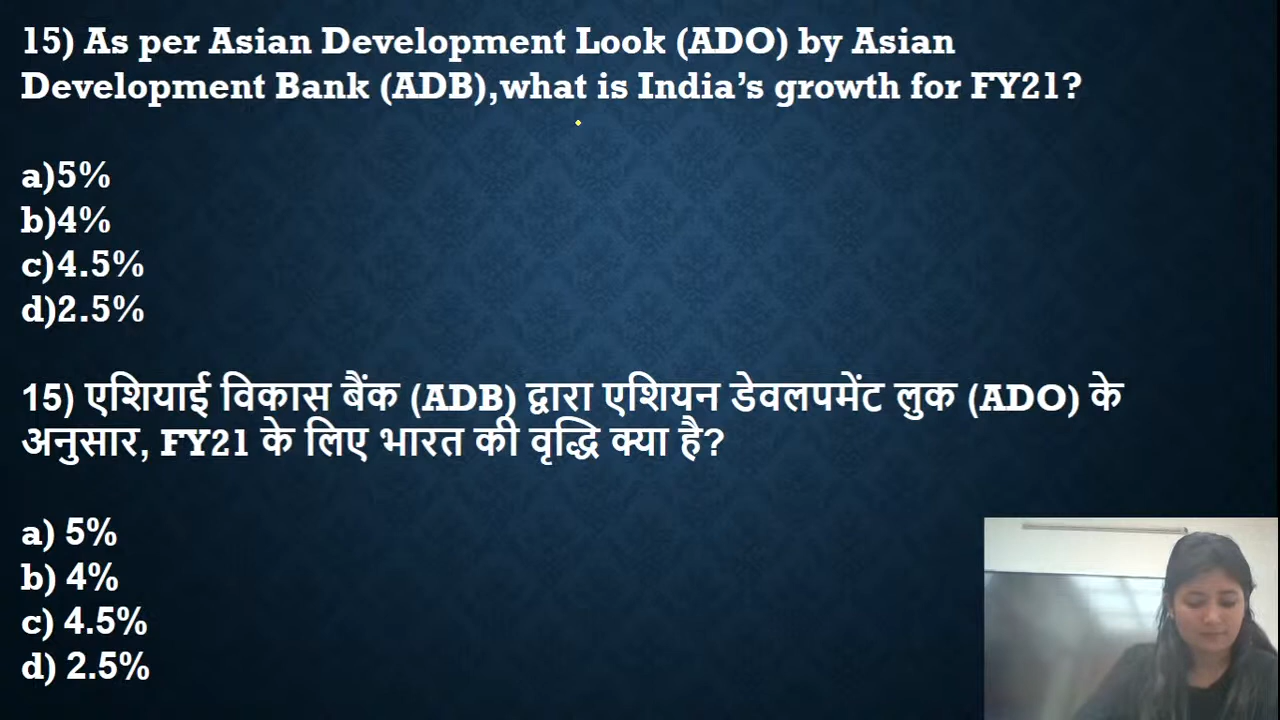 15) As per Asian Development Look (ADO) by Asian
Development Bank (ADB),what is India’s growth for FY21?
a)5%
b)4%
c)4.5%
d)2.5%
15) एशियाई विकास बैंक (ADB) द्वारा एशियन डेवलपमेंट लुक (ADO) के
अनुसार, FY21 के लिए भारत की वृद्धि क्या है?
a) 5%
b) 4%
c) 4.5%
d) 2.5%